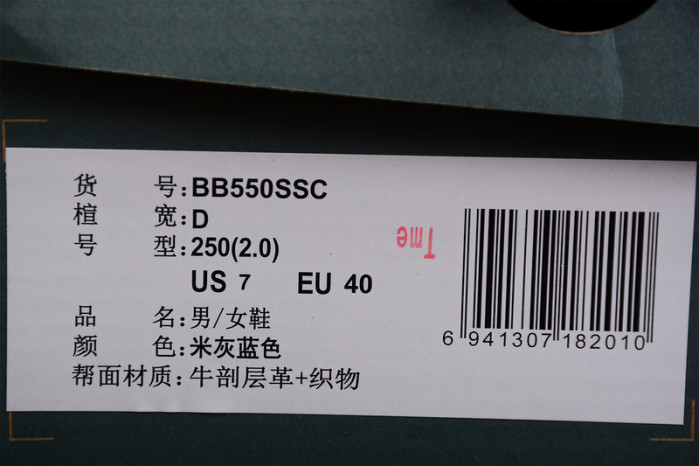 货 号:BB550SSC
楦 宽:D
号 型:250(2.0)
US 7 EU 40
品 名:男/女鞋
颜 色:米灰蓝色
帮面材质:牛剖层革+织物
Tme
6 941307 182010